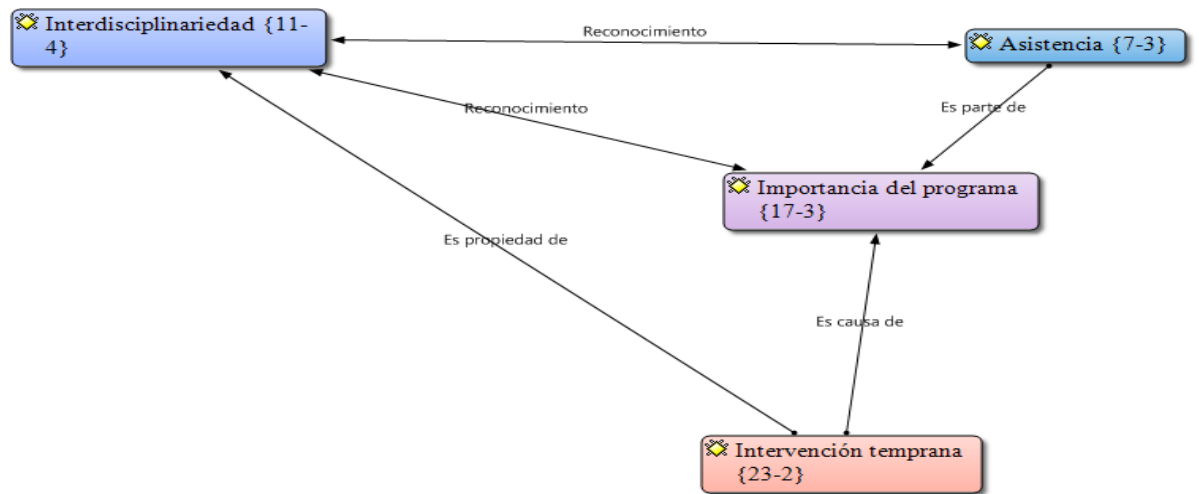 Interdisciplinariedad {11-
4}
Reconocimiento
Asistencia {7-3}
Reconocimiento
Es parte de
Importancia del programa
{17-3}
Es propiedad de
Es causa de
Intervención temprana
{23-2}